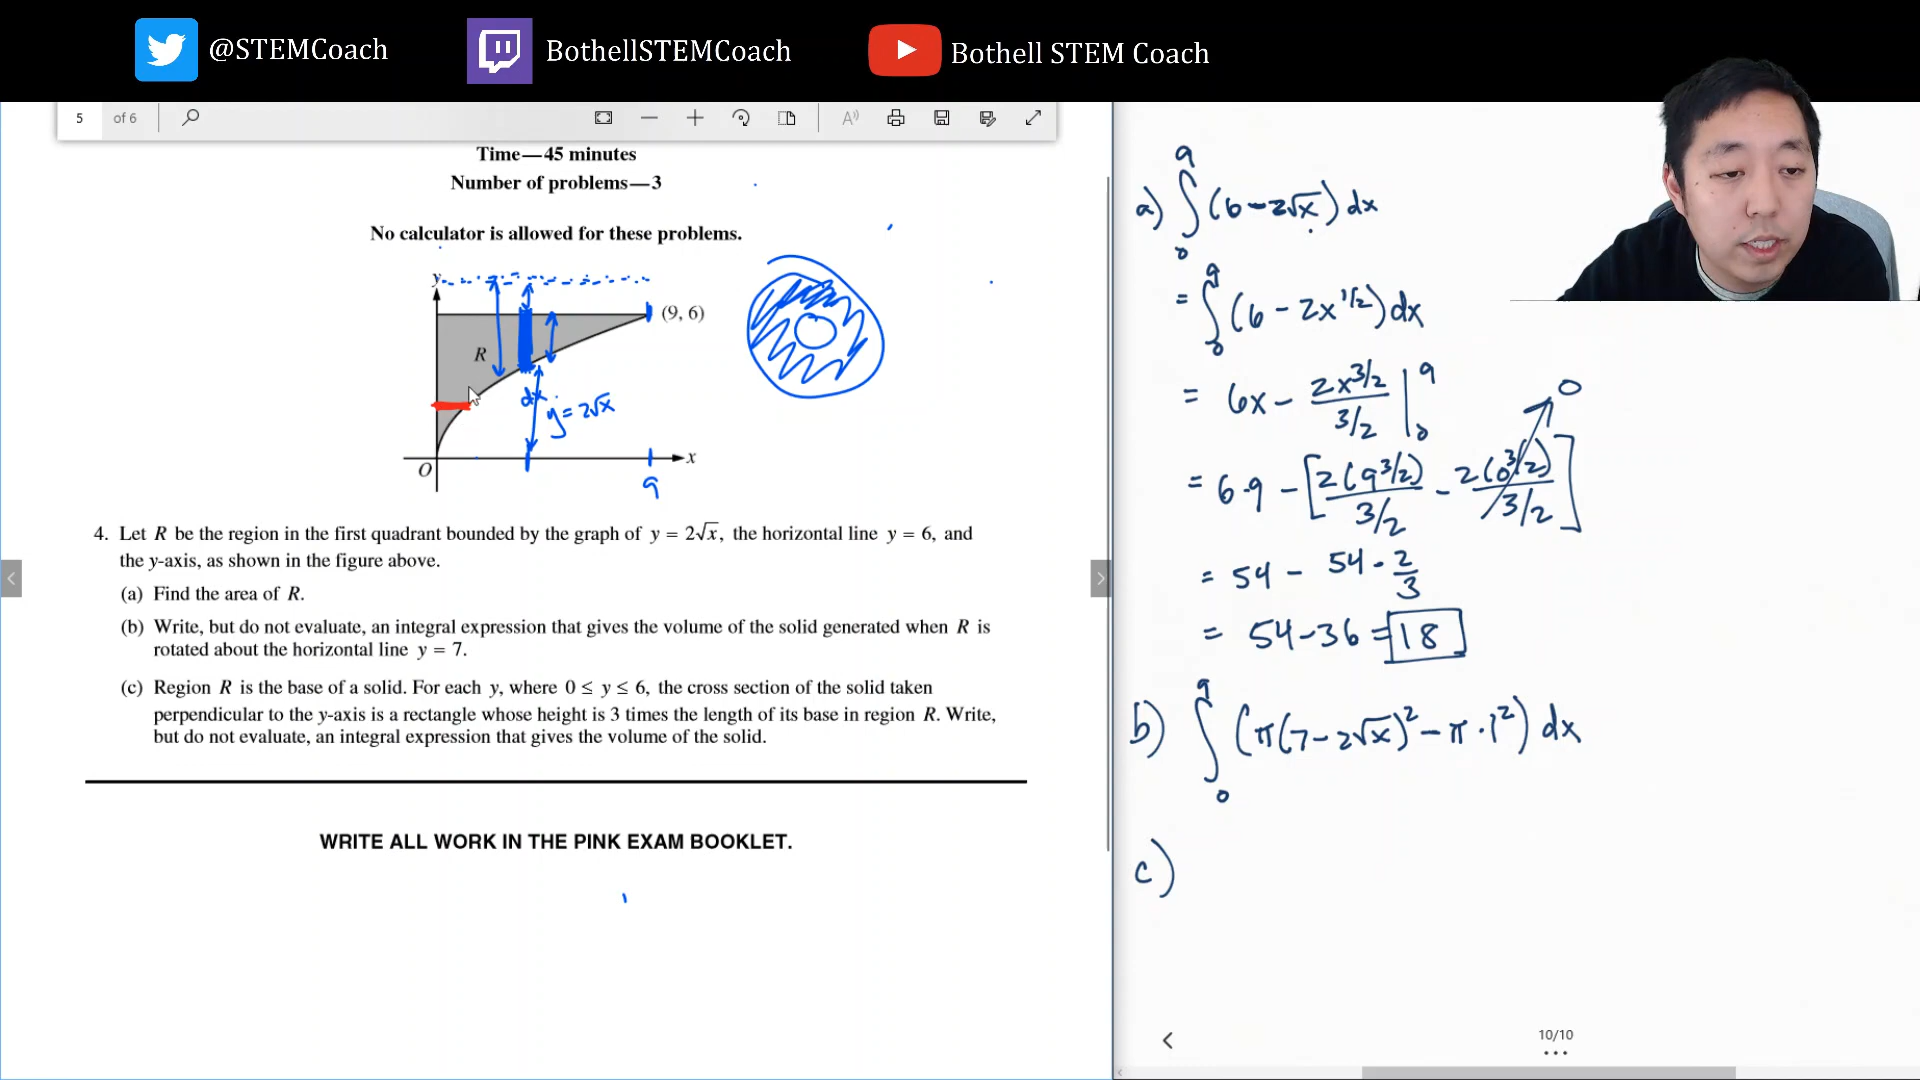 @STEMCoach BothellSTEMCoach Bothell STEM Coach
5 of 6
Time—45 minutes
Number of problems—3
No calculator is allowed for these problems.
y
(9, 6)
R
dx
y = 2√x
O
x
9
4. Let R be the region in the first quadrant bounded by the graph of y = 2√x, the horizontal line y = 6, and
the y-axis, as shown in the figure above.
(a) Find the area of R.
(b) Write, but do not evaluate, an integral expression that gives the volume of the solid generated when R is
rotated about the horizontal line y = 7.
(c) Region R is the base of a solid. For each y, where 0 ≤ y ≤ 6, the cross section of the solid taken
perpendicular to the y-axis is a rectangle whose height is 3 times the length of its base in region R. Write,
but do not evaluate, an integral expression that gives the volume of the solid.
WRITE ALL WORK IN THE PINK EXAM BOOKLET.
a) ∫₀⁹ (6 - 2√x) dx
= ∫₀⁹ (6 - 2x^1/2) dx
= 6x - 2x^3/2 / 3/2 |₀⁹
= 6·9 - [2(9^3/2) / 3/2 - 2(0^3/2) / 3/2] 0
= 54 - 54 · 2/3
= 54 - 36 = 18
b) ∫₀⁹ (π(7 - 2√x)² - π · 1²) dx
c)
10/10